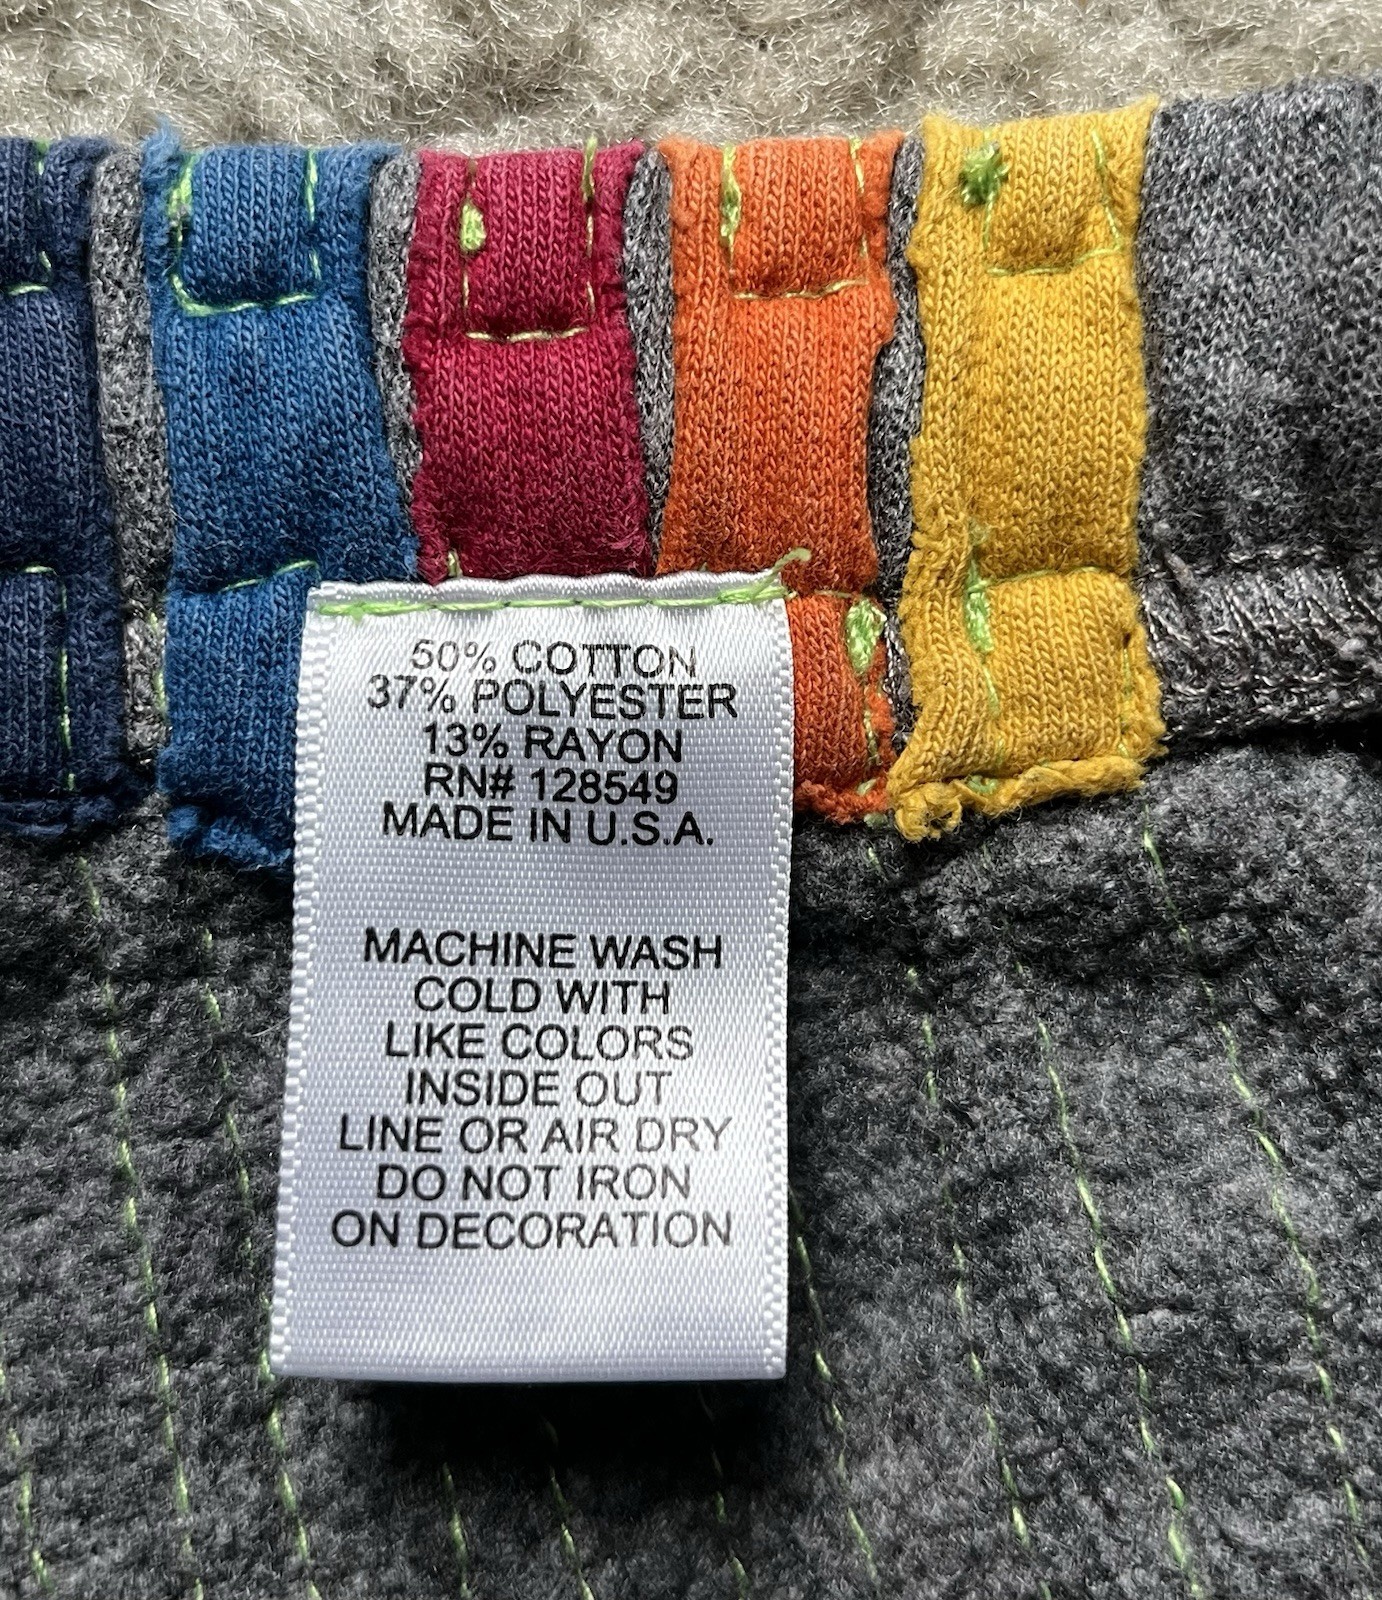 50% COTTON
37% POLYESTER
13% RAYON
RN# 128549
MADE IN U.S.A.
MACHINE WASH
COLD WITH
LIKE COLORS
INSIDE OUT
LINE OR AIR DRY
DO NOT IRON
ON DECORATION